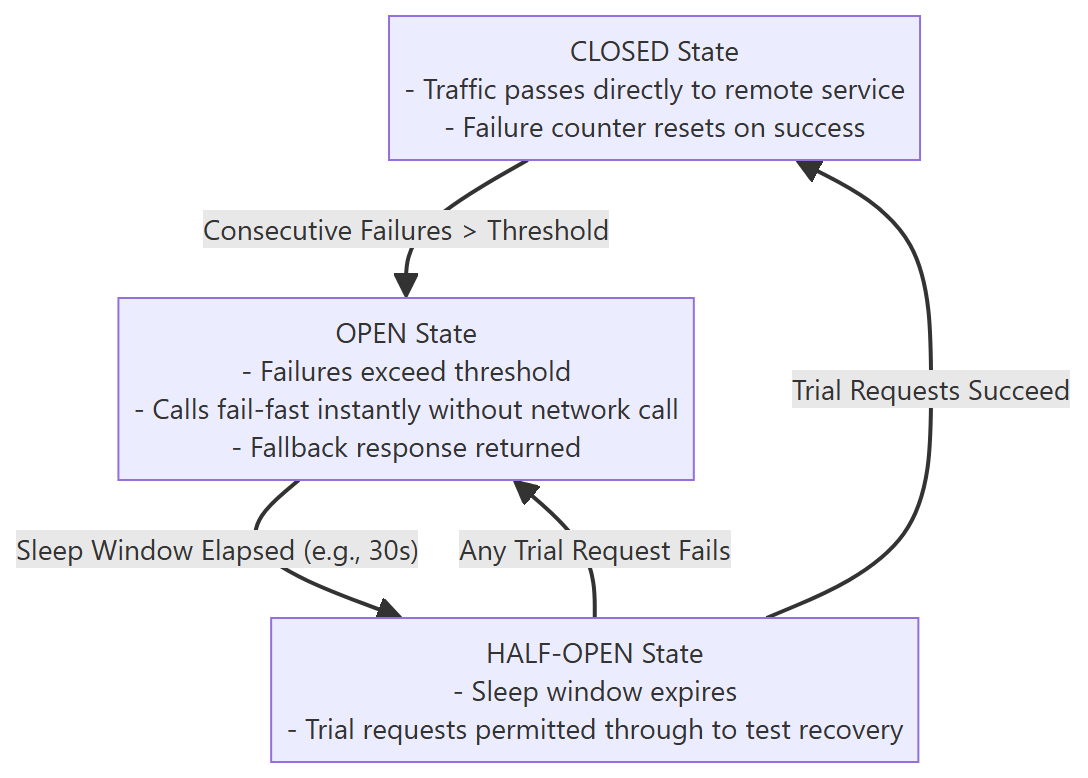 CLOSED State
- Traffic passes directly to remote service
- Failure counter resets on success
Consecutive Failures > Threshold
OPEN State
- Failures exceed threshold
- Calls fail-fast instantly without network call
- Fallback response returned
Trial Requests Succeed
Sleep Window Elapsed (e.g., 30s)
Any Trial Request Fails
HALF-OPEN State
- Sleep window expires
- Trial requests permitted through to test recovery